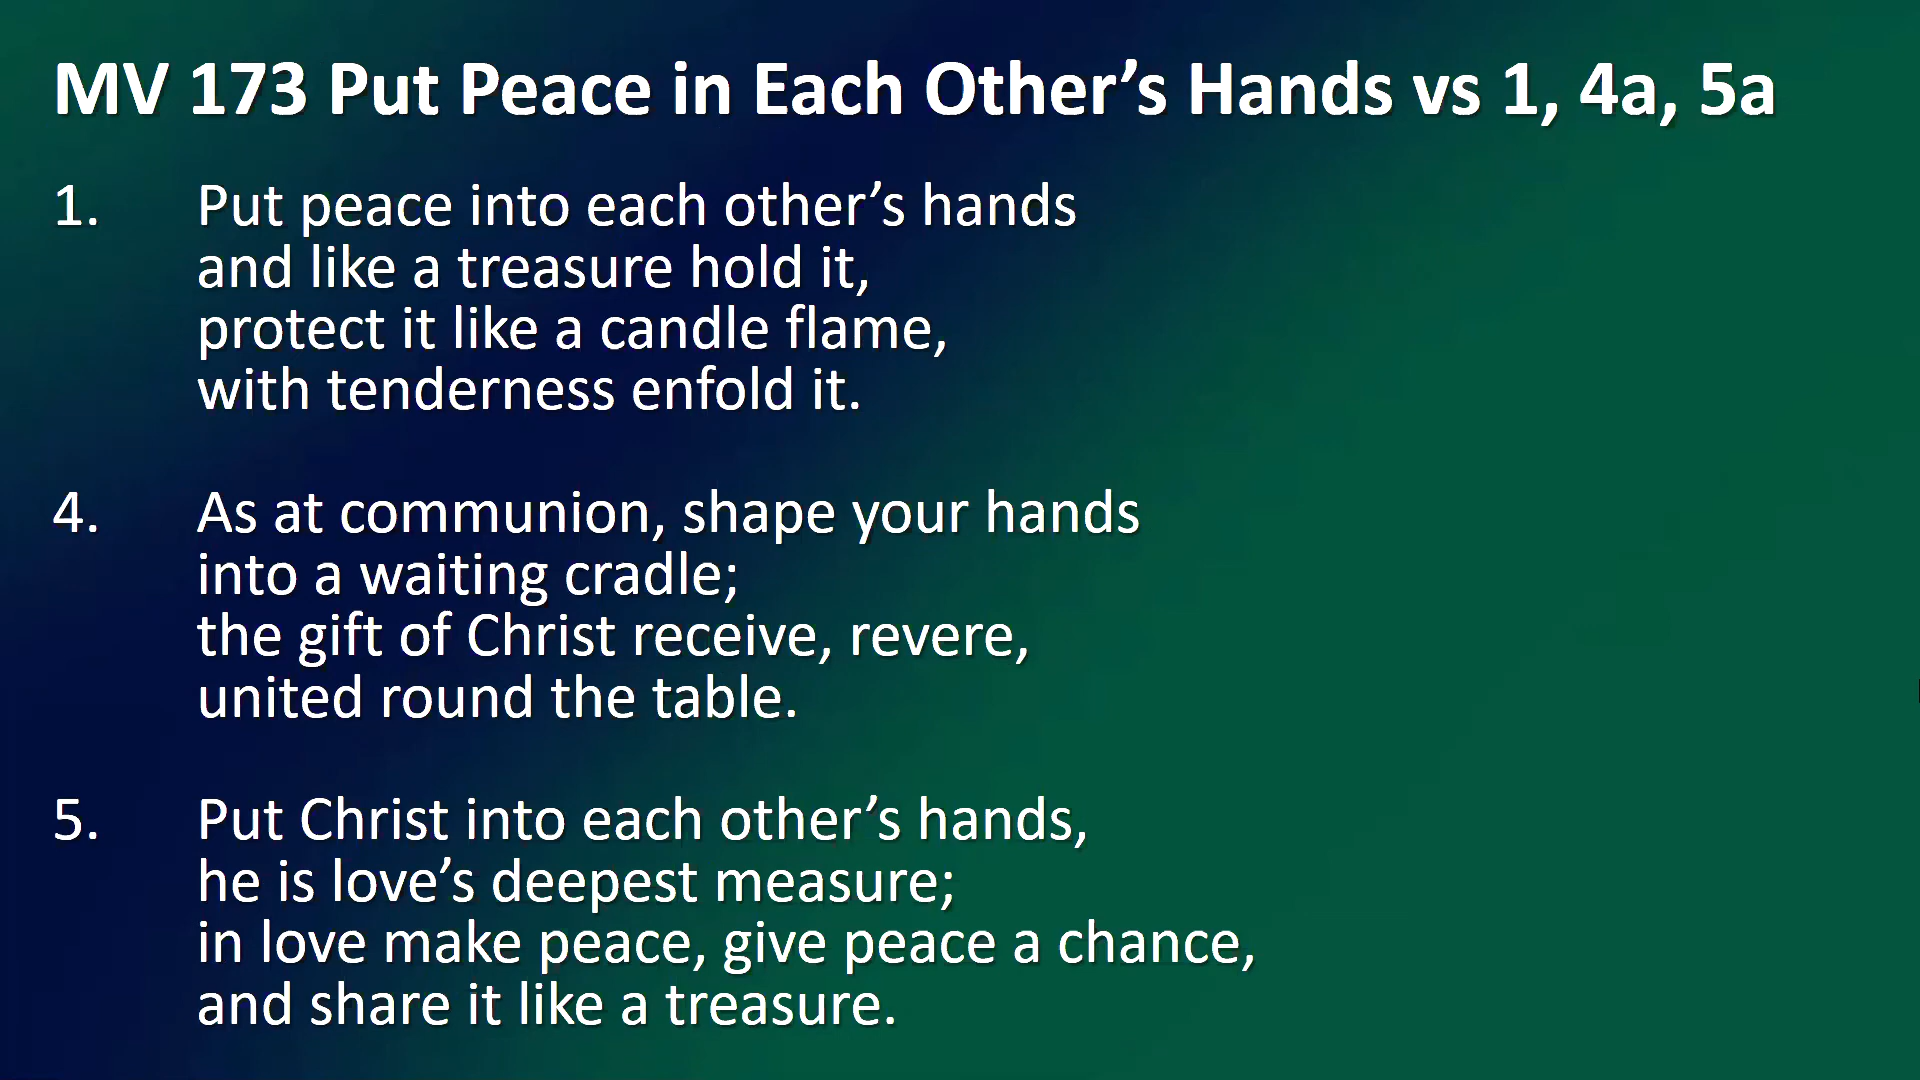 MV 173 Put Peace in Each Other’s Hands vs 1, 4a, 5a
1. Put peace into each other’s hands
and like a treasure hold it,
protect it like a candle flame,
with tenderness enfold it.
4. As at communion, shape your hands
into a waiting cradle;
the gift of Christ receive, revere,
united round the table.
5. Put Christ into each other’s hands,
he is love’s deepest measure;
in love make peace, give peace a chance,
and share it like a treasure.